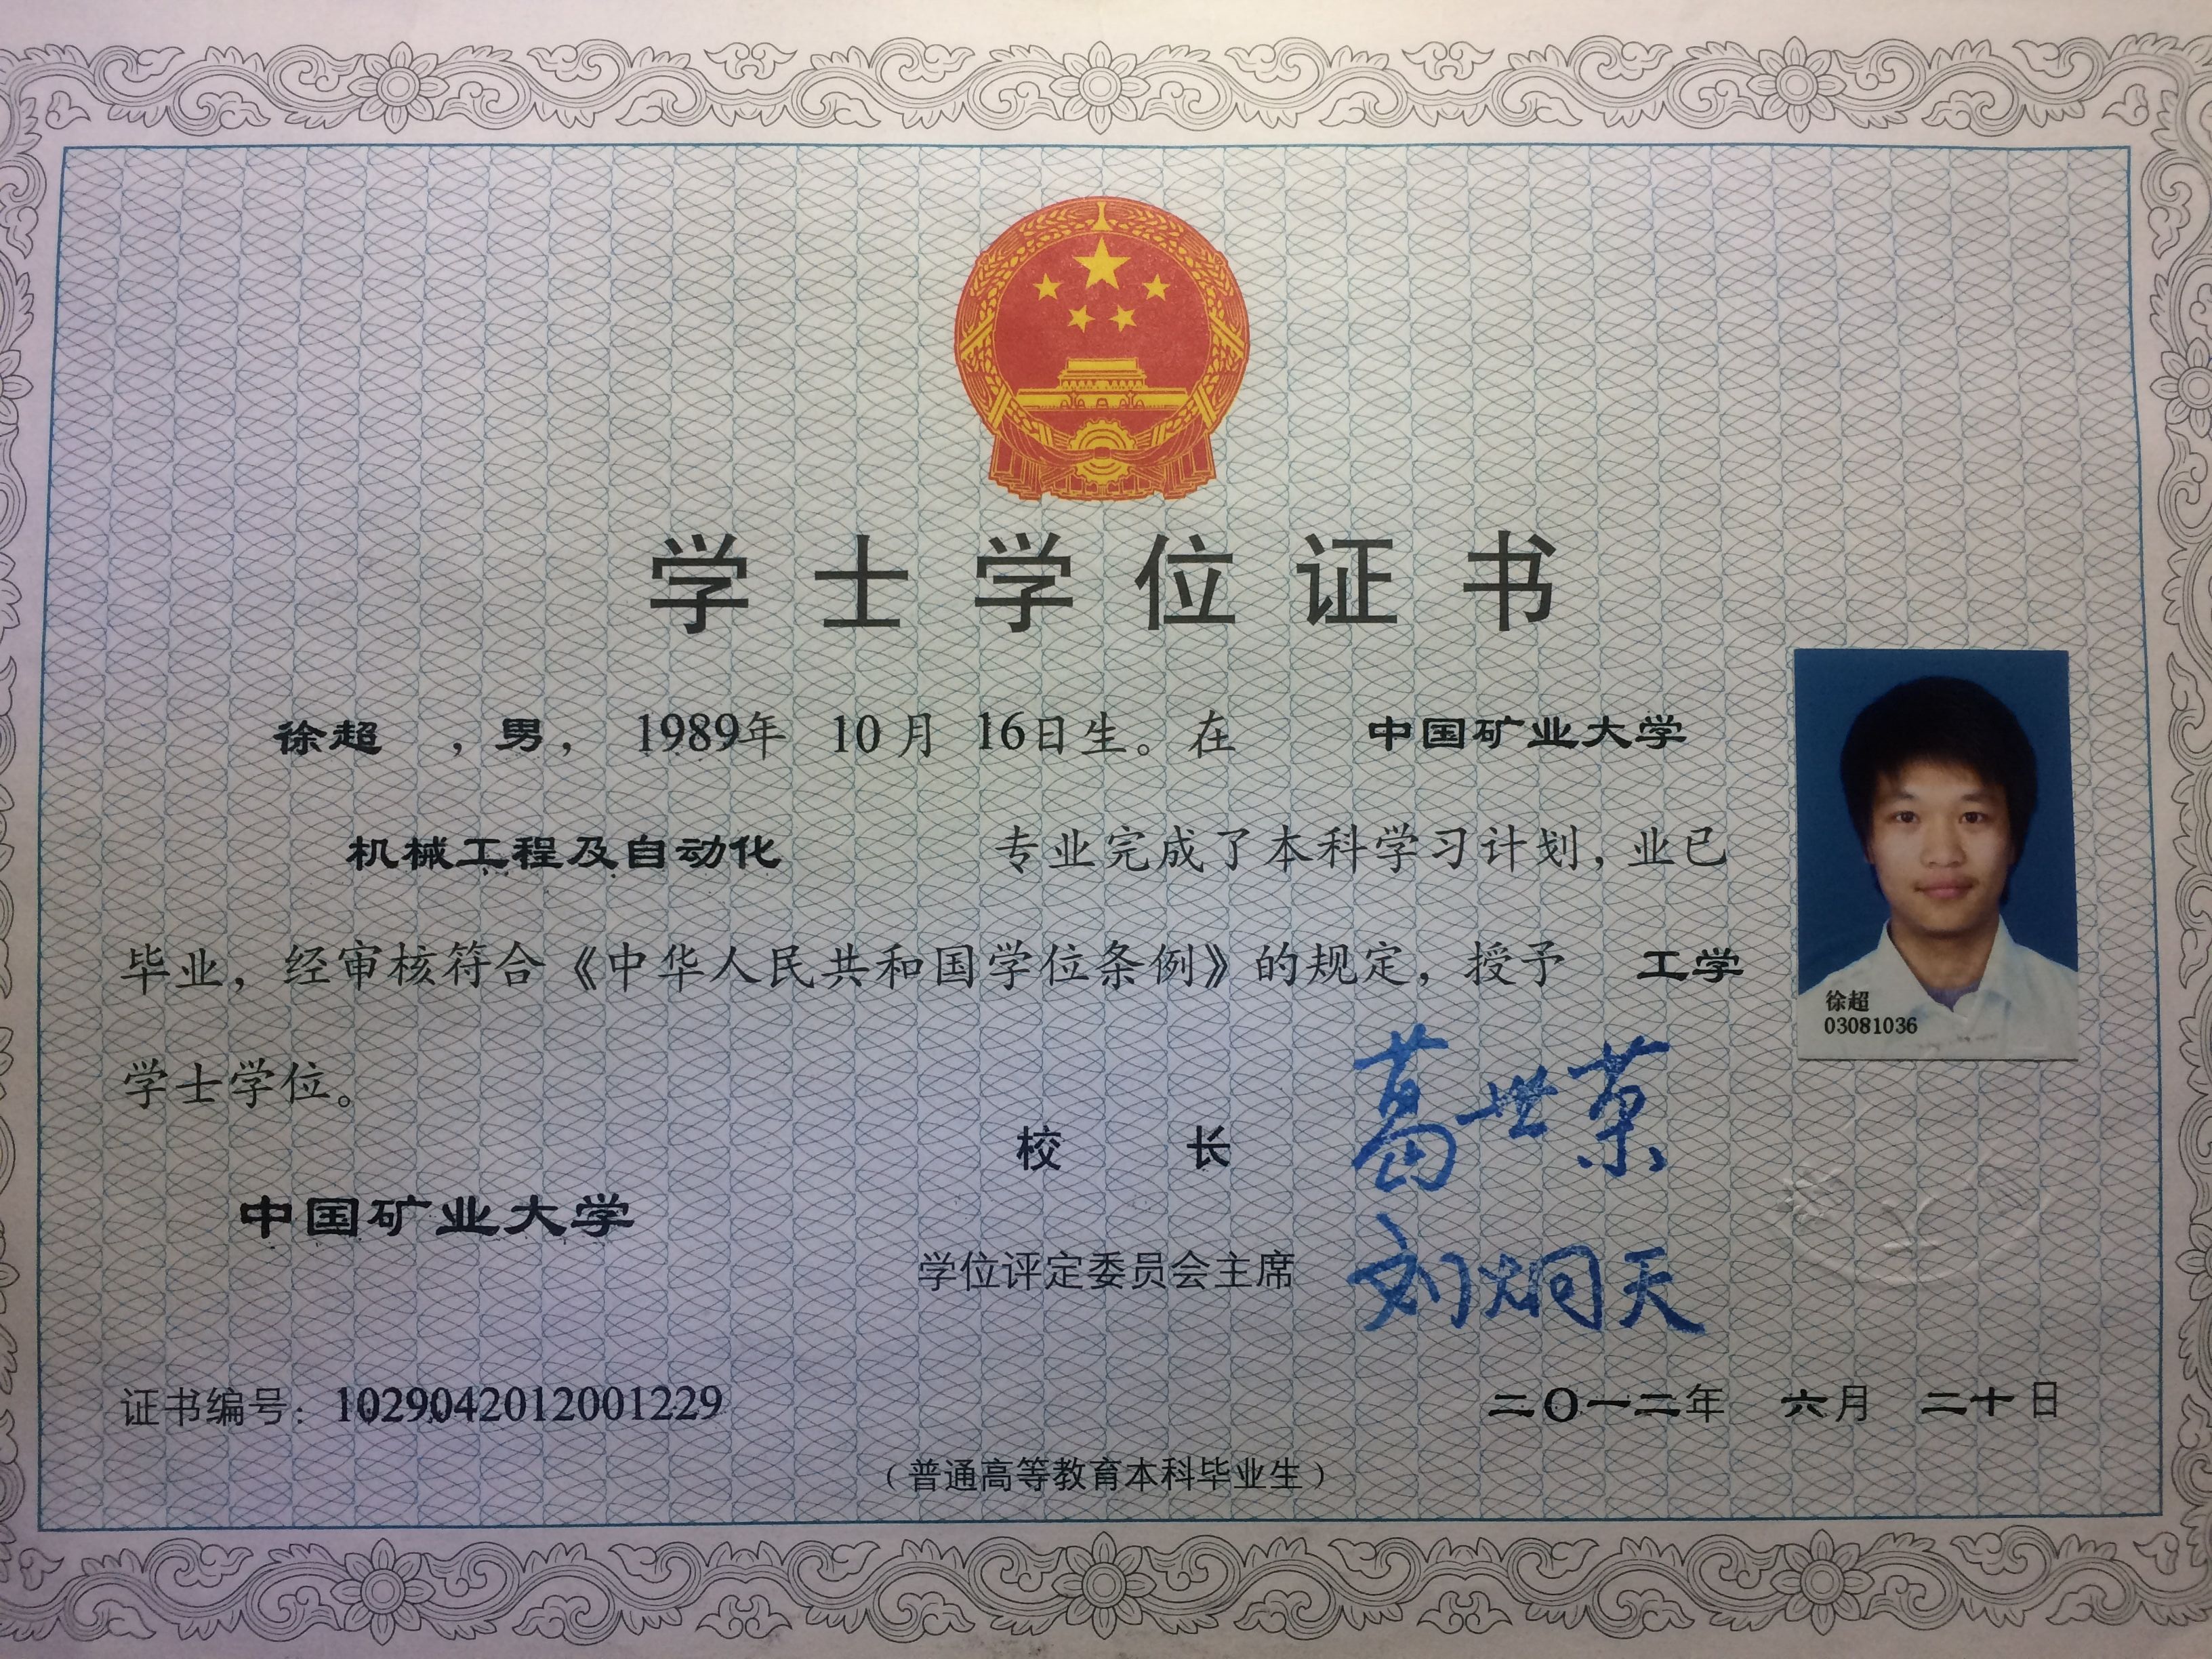 学士学位证书
徐超 ，男， 1989年 10月 16日生。在 中国矿业大学
机械工程及自动化 专业完成了本科学习计划，业已
毕业，经审核符合《中华人民共和国学位条例》的规定，授予 工学
学士学位。
徐超
03081036
校 长 葛世荣
中国矿业大学
学位评定委员会主席 刘炯天
证书编号：1029042012001229
二〇一二年 六月 二十日
（普通高等教育本科毕业生）